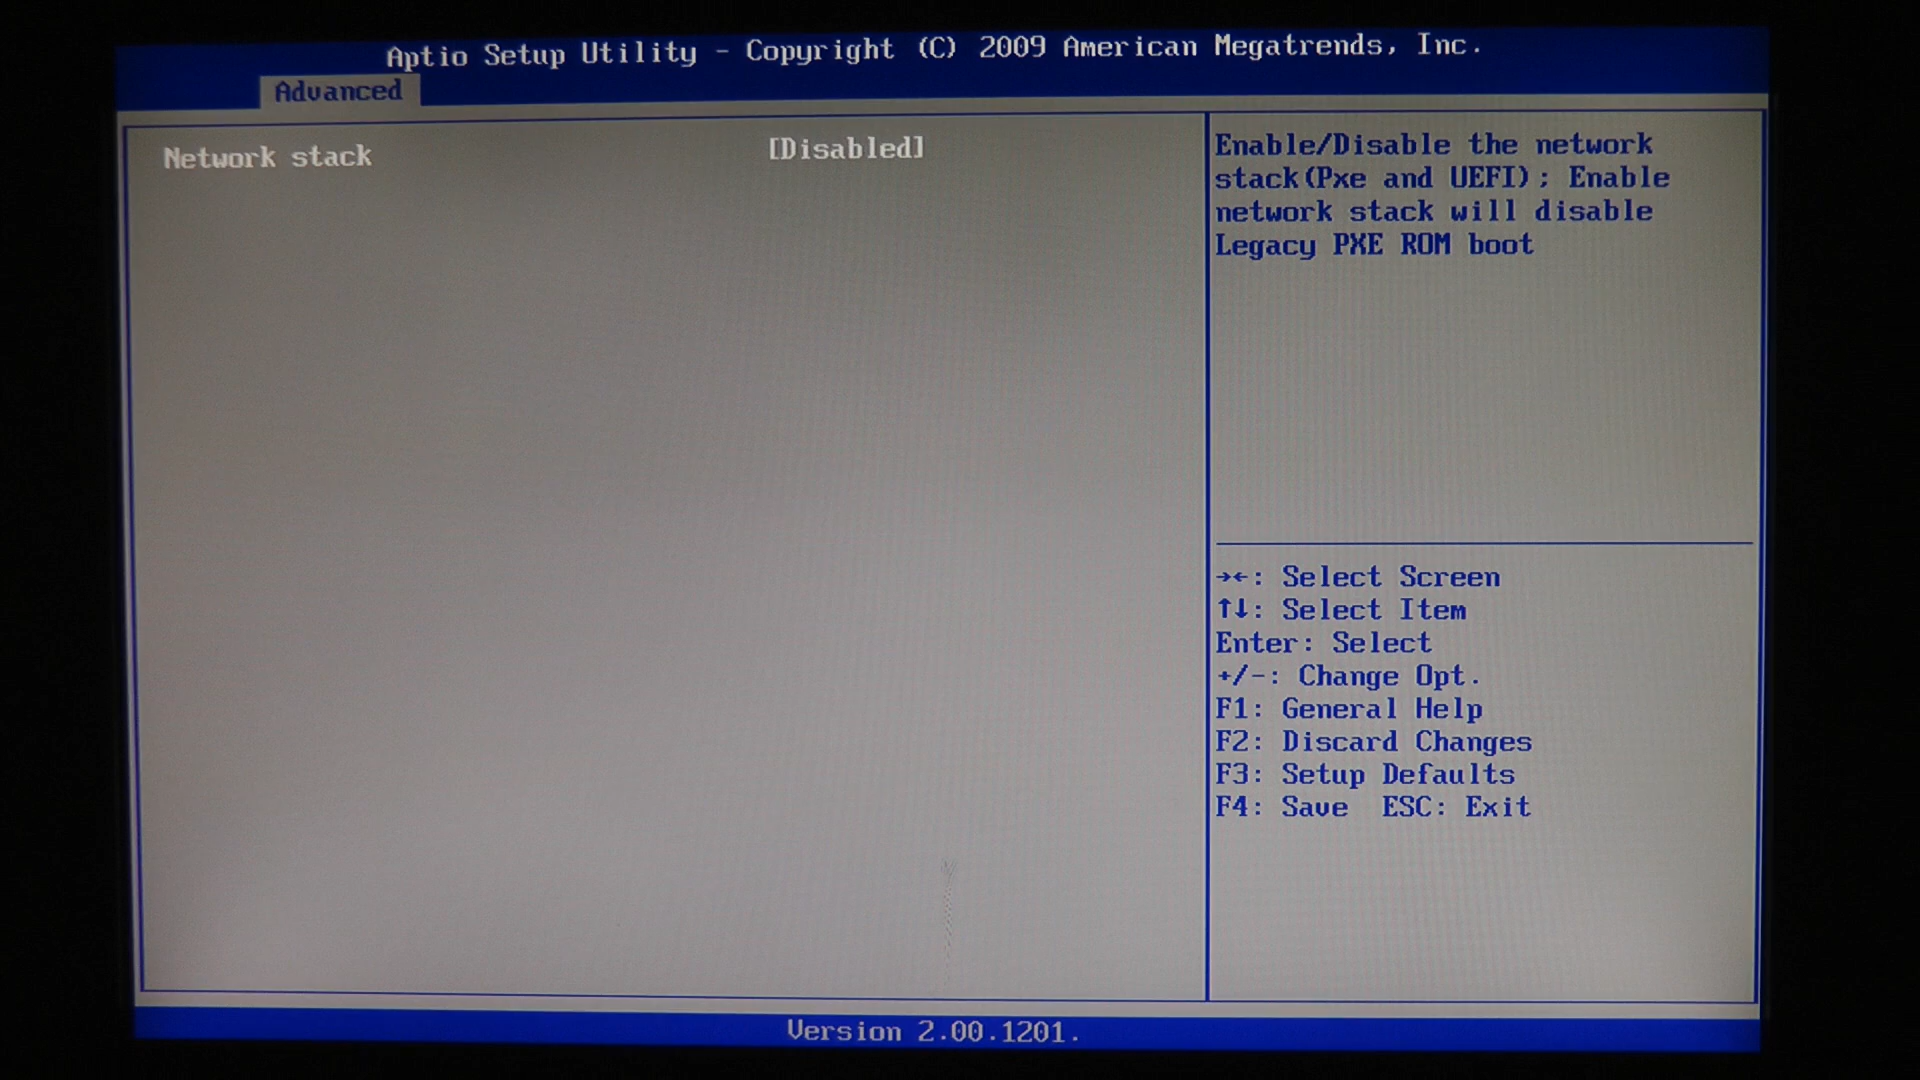 Aptio Setup Utility - Copyright (C) 2009 American Megatrends, Inc.
Advanced
Network stack [Disabled]
Enable/Disable the network
stack(Pxe and UEFI); Enable
network stack will disable
Legacy PXE ROM boot
→←: Select Screen
↑↓: Select Item
Enter: Select
+/-: Change Opt.
F1: General Help
F2: Discard Changes
F3: Setup Defaults
F4: Save ESC: Exit
Version 2.00.1201.